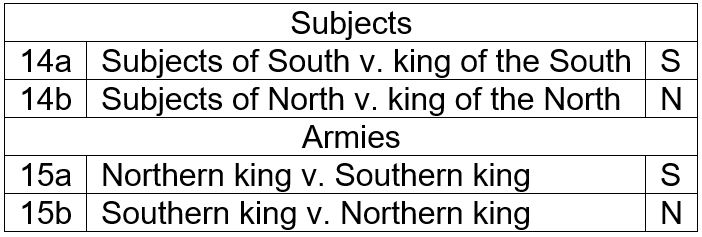 Subjects
14a Subjects of South v. king of the South S
14b Subjects of North v. king of the North N
Armies
15a Northern king v. Southern king S
15b Southern king v. Northern king N